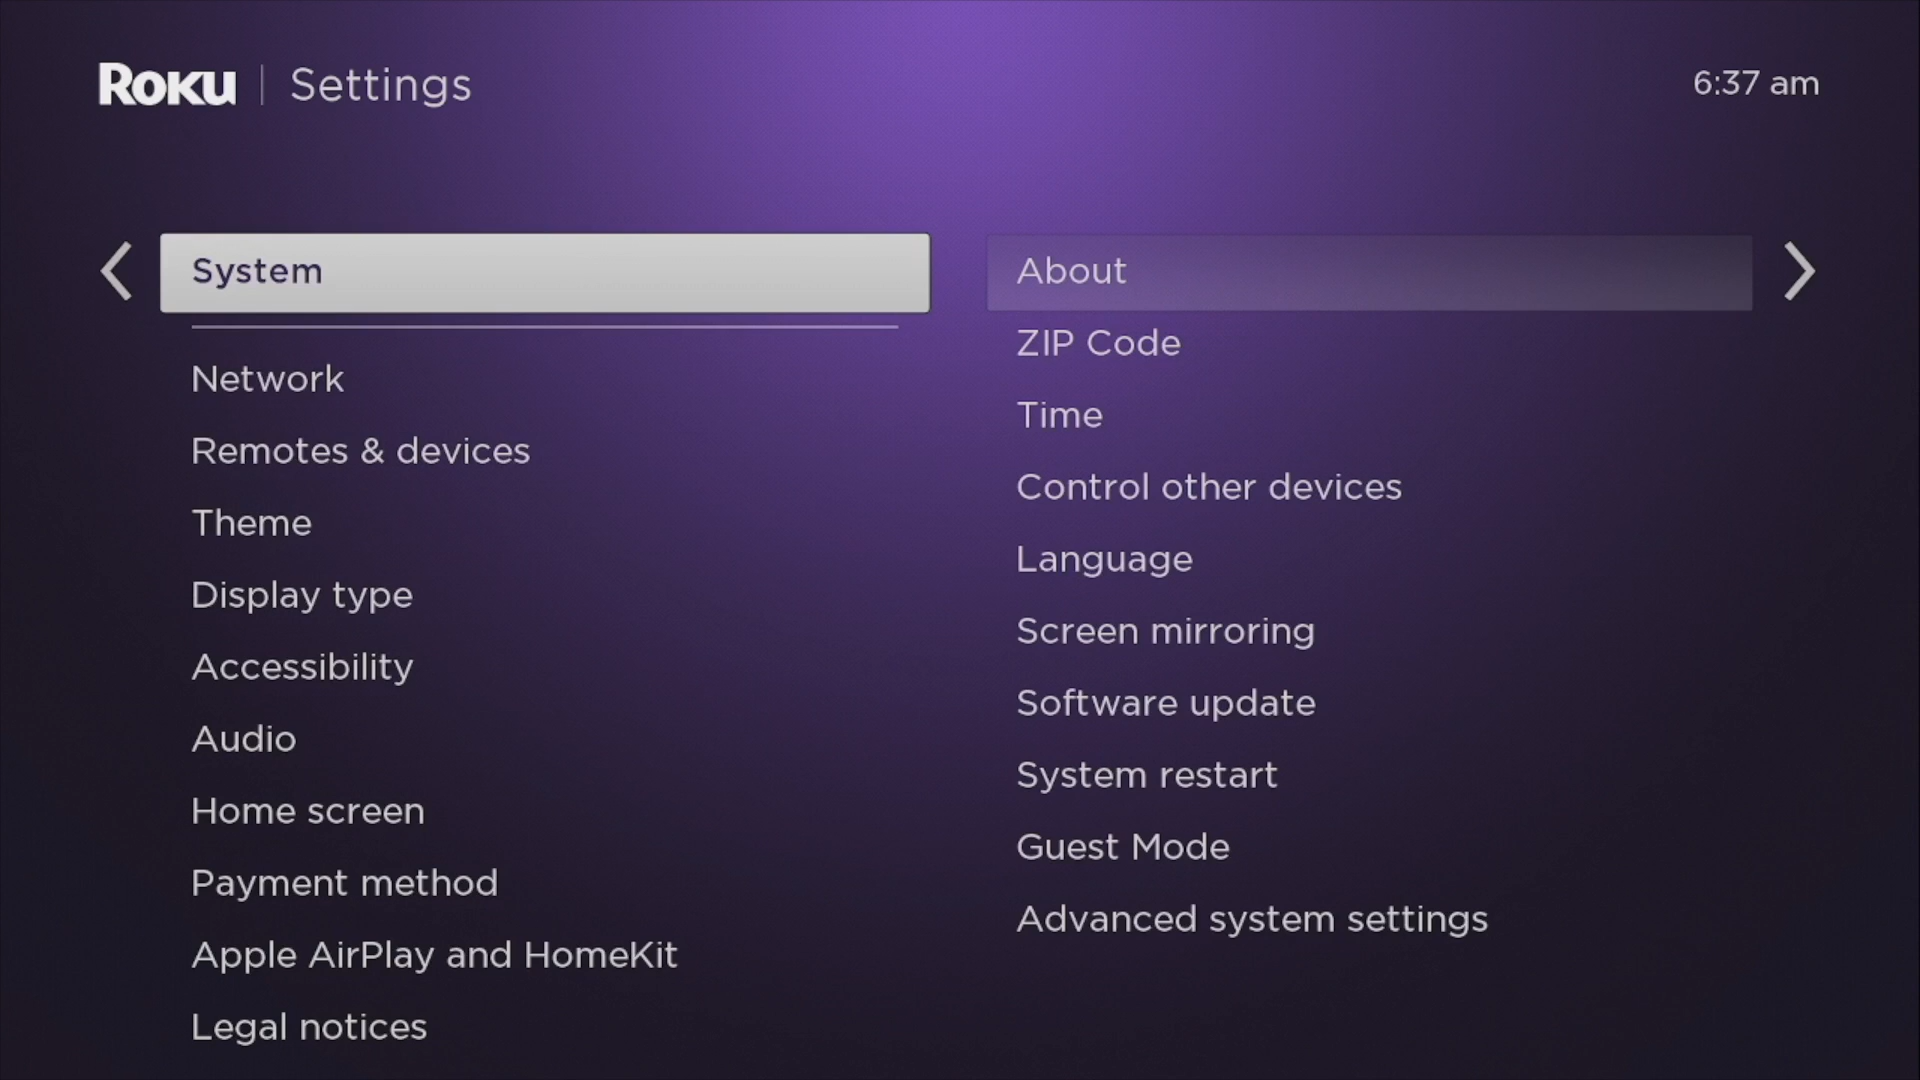 Roku | Settings
6:37 am
System
Network
Remotes & devices
Theme
Display type
Accessibility
Audio
Home screen
Payment method
Apple AirPlay and HomeKit
Legal notices
About
ZIP Code
Time
Control other devices
Language
Screen mirroring
Software update
System restart
Guest Mode
Advanced system settings